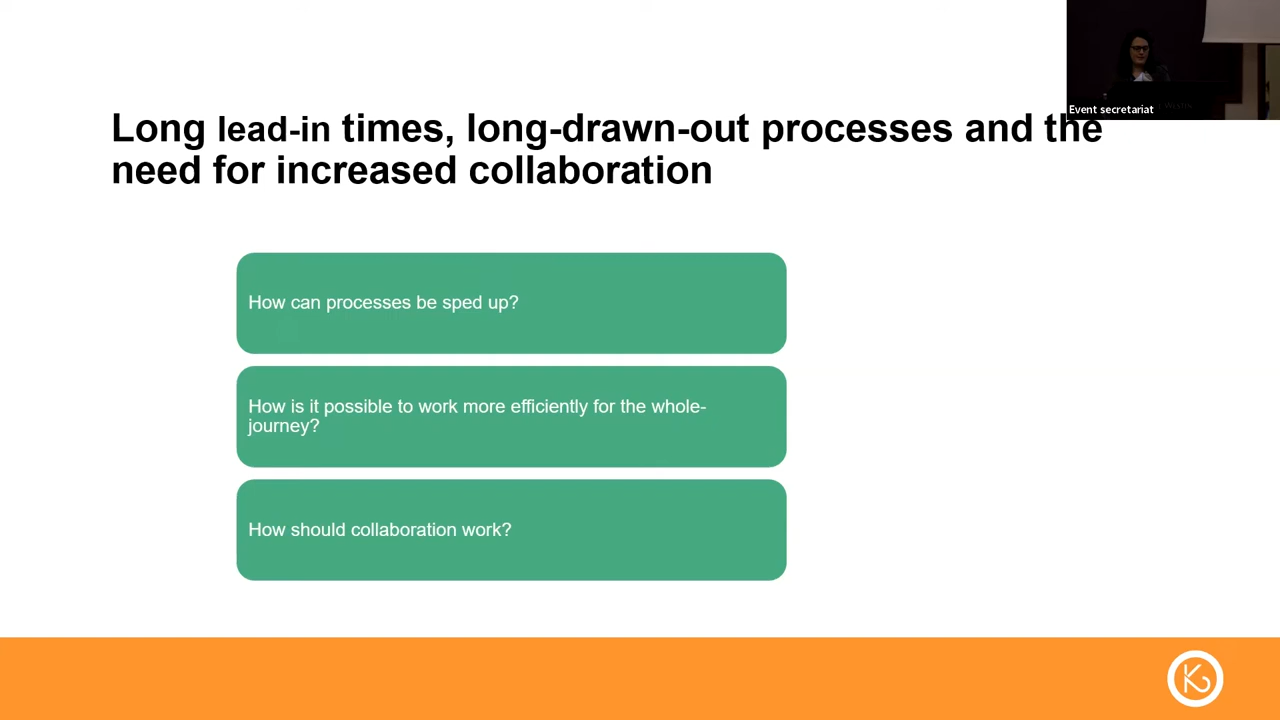 Event secretariat
Long lead-in times, long-drawn-out processes and the
need for increased collaboration
How can processes be sped up?
How is it possible to work more efficiently for the whole-
journey?
How should collaboration work?